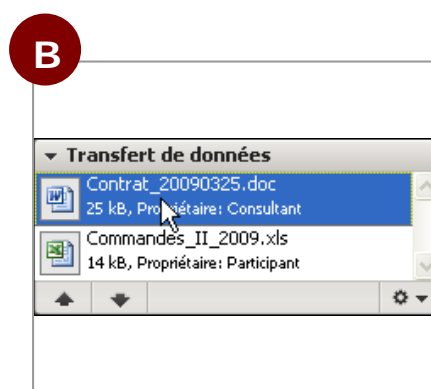 B
Transfert de données
Contrat_20090325.doc
25 kB, Propriétaire: Consultant
Commandes_II_2009.xls
14 kB, Propriétaire: Participant